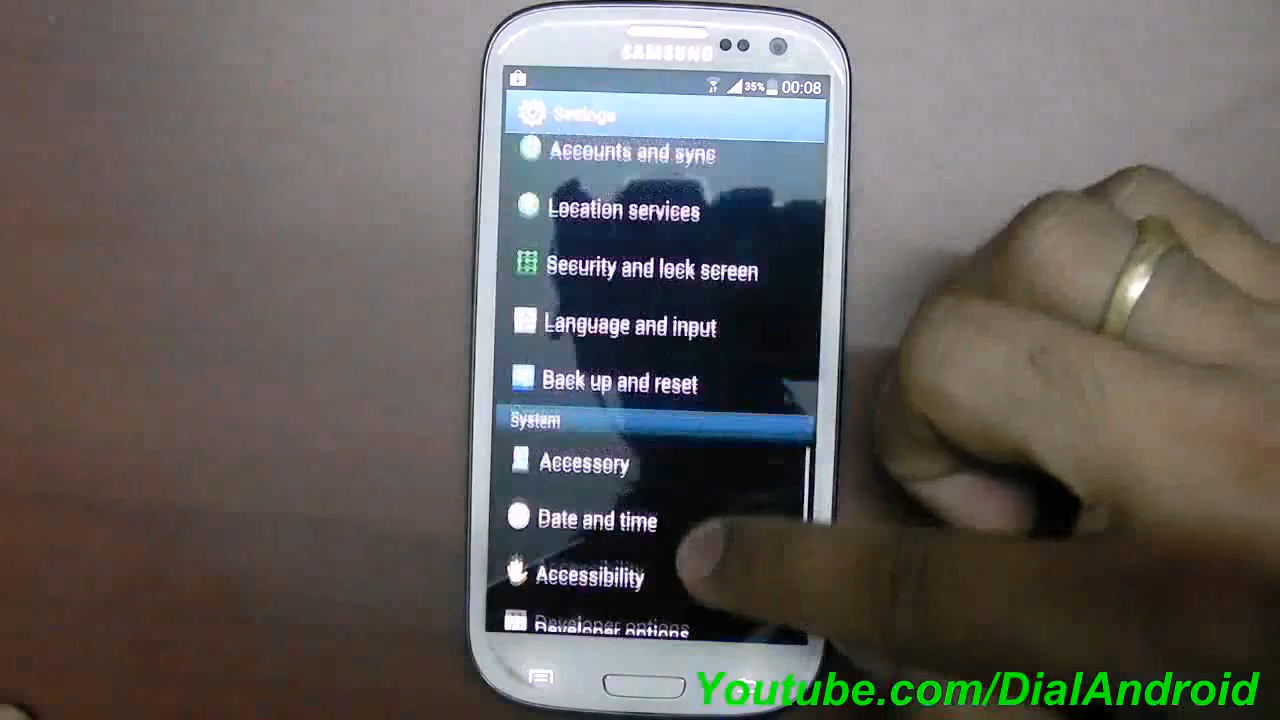 SAMSUNG
35% 00:08
Settings
Accounts and sync
Location services
Security and lock screen
Language and input
Back up and reset
System
Accessory
Date and time
Accessibility
Developer options
Youtube.com/DialAndroid